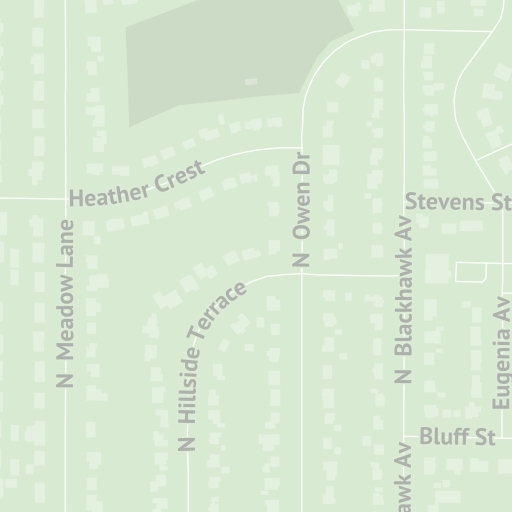 Heather Crest
N Owen Dr
Stevens St
N Meadow Lane
N Blackhawk Av
N Hillside Terrace
Eugenia Av
Bluff St
awk Av